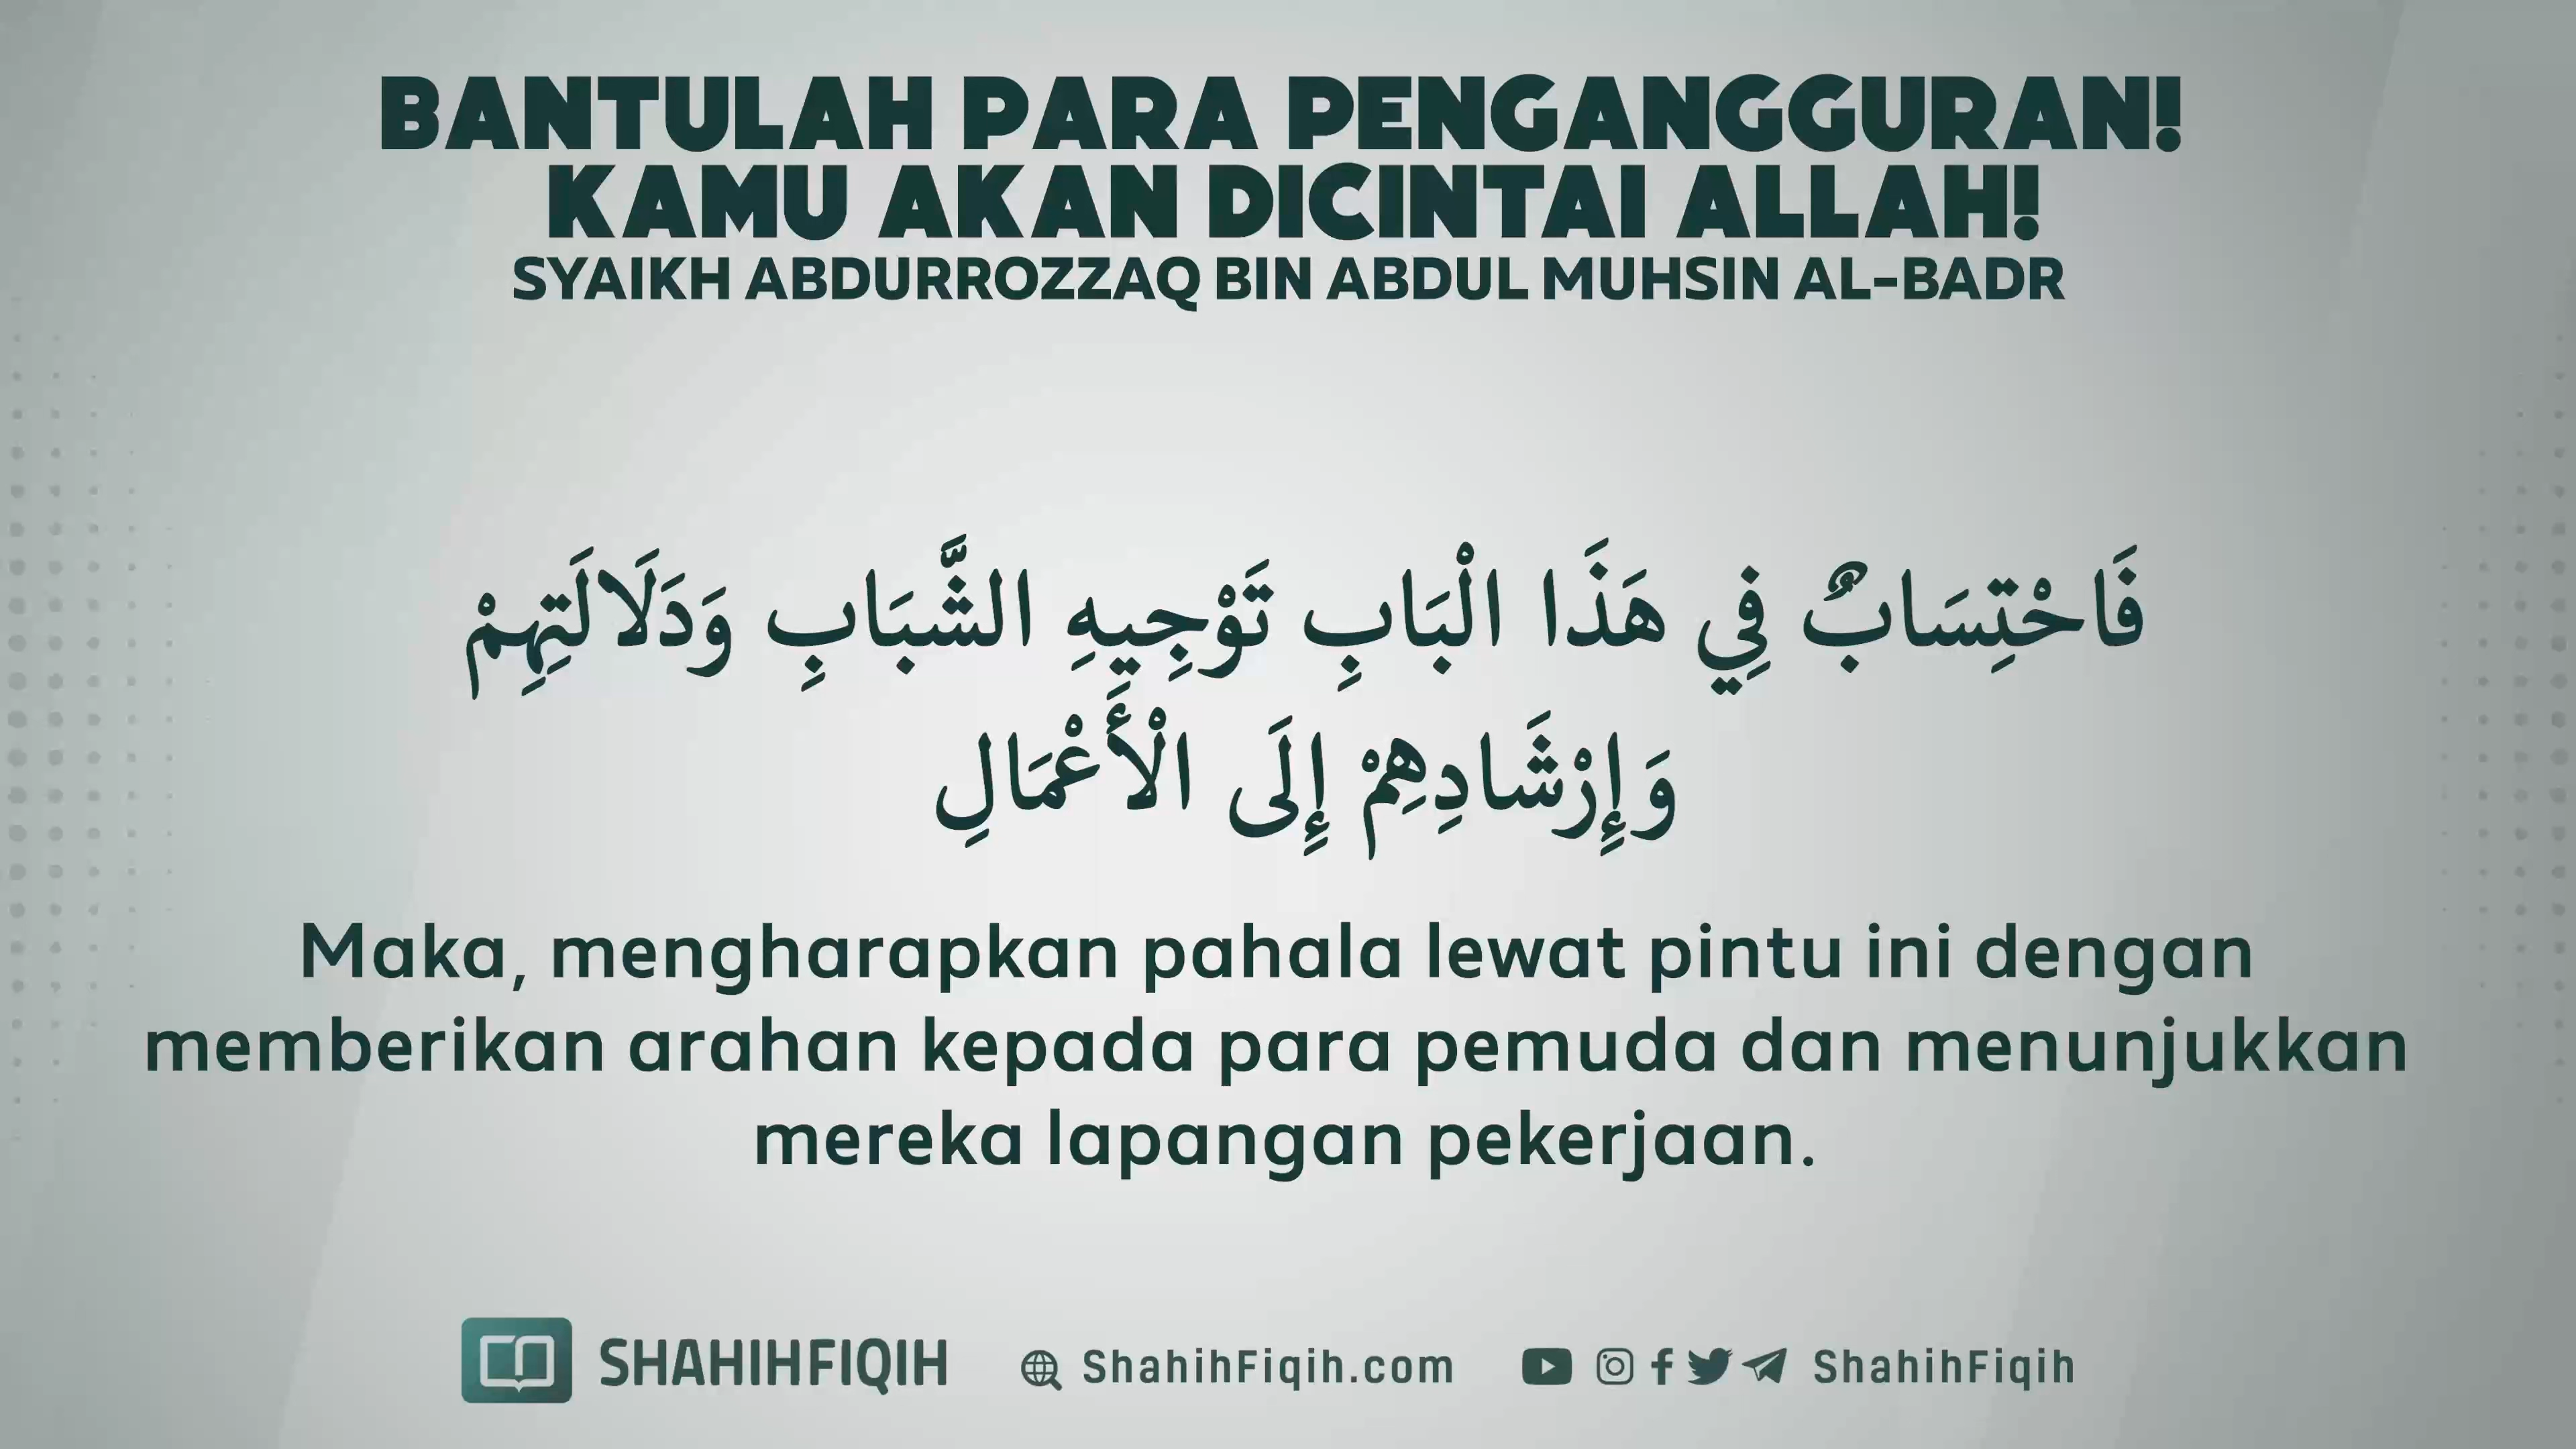 BANTULAH PARA PENGANGGURAN!
KAMU AKAN DICINTAI ALLAH!
SYAIKH ABDURROZZAQ BIN ABDUL MUHSIN AL-BADR
فَاحْتِسَابٌ فِي هَذَا الْبَابِ تَوْجِيهِ الشَّبَابِ وَدَلَالَتِهِمْ
وَإِرْشَادِهِمْ إِلَى الْأَعْمَالِ
Maka, mengharapkan pahala lewat pintu ini dengan
memberikan arahan kepada para pemuda dan menunjukkan
mereka lapangan pekerjaan.
SHAHIHFIQIH ShahihFiqih.com ShahihFiqih